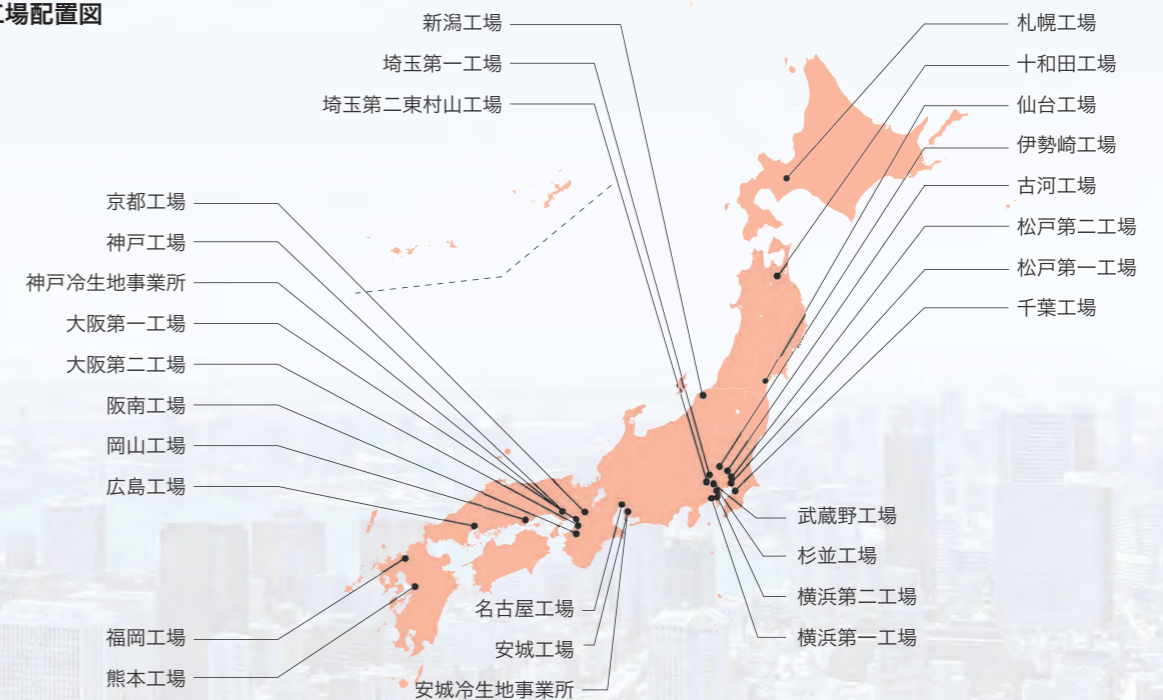 工場配置図
新潟工場
埼玉第一工場
埼玉第二東村山工場
札幌工場
十和田工場
仙台工場
伊勢崎工場
古河工場
松戸第二工場
松戸第一工場
千葉工場
京都工場
神戸工場
神戸冷生地事業所
大阪第一工場
大阪第二工場
阪南工場
岡山工場
広島工場
福岡工場
熊本工場
名古屋工場
安城工場
安城冷生地事業所
武蔵野工場
杉並工場
横浜第二工場
横浜第一工場